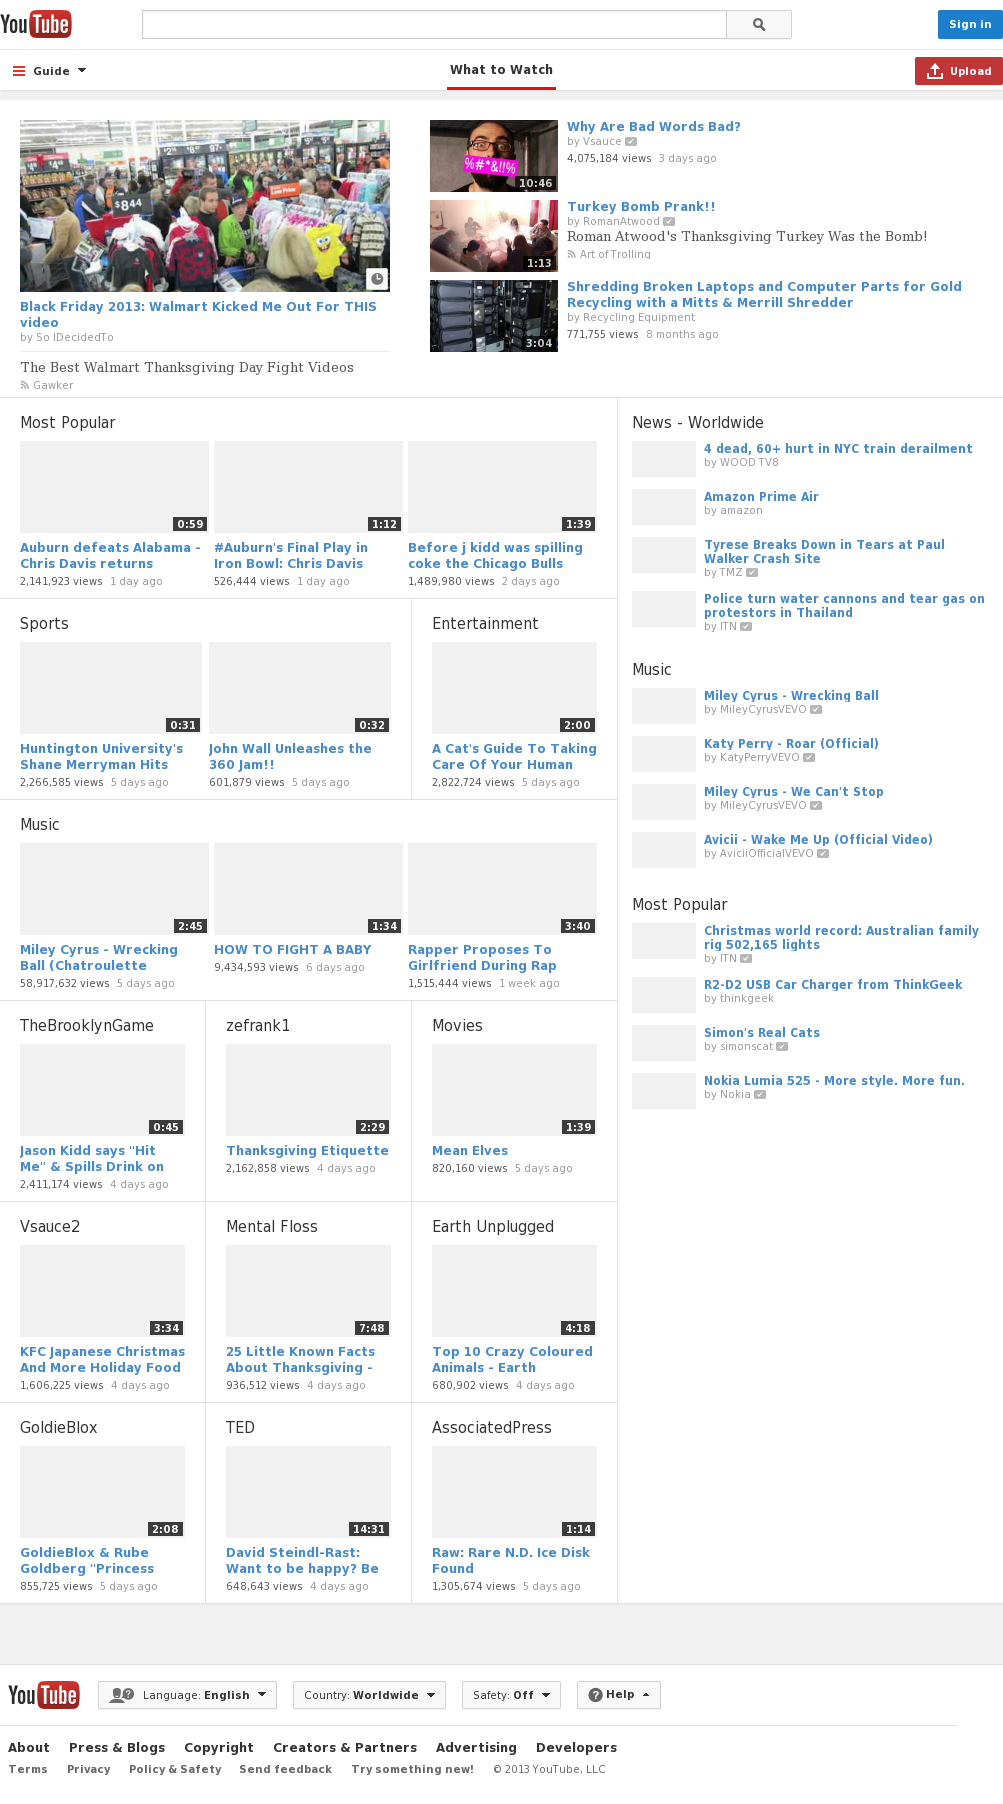 YouTube
Sign in
Guide
What to Watch
Upload
$844
Low Price
Black Friday 2013: Walmart Kicked Me Out For THIS
video
by So IDecidedTo
The Best Walmart Thanksgiving Day Fight Videos
Gawker
%#*&!!%
10:46
Why Are Bad Words Bad?
by Vsauce
4,075,184 views 3 days ago
1:13
Turkey Bomb Prank!!
by RomanAtwood
Roman Atwood's Thanksgiving Turkey Was the Bomb!
Art of Trolling
3:04
Shredding Broken Laptops and Computer Parts for Gold
Recycling with a Mitts & Merrill Shredder
by Recycling Equipment
771,755 views 8 months ago
Most Popular
0:59
Auburn defeats Alabama -
Chris Davis returns
2,141,923 views 1 day ago
1:12
#Auburn's Final Play in
Iron Bowl: Chris Davis
526,444 views 1 day ago
1:39
Before j kidd was spilling
coke the Chicago Bulls
1,489,980 views 2 days ago
Sports
0:31
Huntington University's
Shane Merryman Hits
2,266,585 views 5 days ago
0:32
John Wall Unleashes the
360 Jam!!
601,879 views 5 days ago
Entertainment
2:00
A Cat's Guide To Taking
Care Of Your Human
2,822,724 views 5 days ago
Music
2:45
Miley Cyrus - Wrecking
Ball (Chatroulette
58,917,632 views 5 days ago
1:34
HOW TO FIGHT A BABY
9,434,593 views 6 days ago
3:40
Rapper Proposes To
Girlfriend During Rap
1,515,444 views 1 week ago
TheBrooklynGame
0:45
Jason Kidd says "Hit
Me" & Spills Drink on
2,411,174 views 4 days ago
zefrank1
2:29
Thanksgiving Etiquette
2,162,858 views 4 days ago
Movies
1:39
Mean Elves
820,160 views 5 days ago
Vsauce2
3:34
KFC Japanese Christmas
And More Holiday Food
1,606,225 views 4 days ago
Mental Floss
7:48
25 Little Known Facts
About Thanksgiving -
936,512 views 4 days ago
Earth Unplugged
4:18
Top 10 Crazy Coloured
Animals - Earth
680,902 views 4 days ago
GoldieBlox
2:08
GoldieBlox & Rube
Goldberg "Princess
855,725 views 5 days ago
TED
14:31
David Steindl-Rast:
Want to be happy? Be
648,643 views 4 days ago
AssociatedPress
1:14
Raw: Rare N.D. Ice Disk
Found
1,305,674 views 5 days ago
News - Worldwide
4 dead, 60+ hurt in NYC train derailment
by WOOD TV8
Amazon Prime Air
by amazon
Tyrese Breaks Down in Tears at Paul
Walker Crash Site
by TMZ
Police turn water cannons and tear gas on
protestors in Thailand
by ITN
Music
Miley Cyrus - Wrecking Ball
by MileyCyrusVEVO
Katy Perry - Roar (Official)
by KatyPerryVEVO
Miley Cyrus - We Can't Stop
by MileyCyrusVEVO
Avicii - Wake Me Up (Official Video)
by AviciiOfficialVEVO
Most Popular
Christmas world record: Australian family
rig 502,165 lights
by ITN
R2-D2 USB Car Charger from ThinkGeek
by thinkgeek
Simon's Real Cats
by simonscat
Nokia Lumia 525 - More style. More fun.
by Nokia
YouTube
Language: English
Country: Worldwide
Safety: Off
Help
About Press & Blogs Copyright Creators & Partners Advertising Developers
Terms Privacy Policy & Safety Send feedback Try something new! © 2013 YouTube, LLC